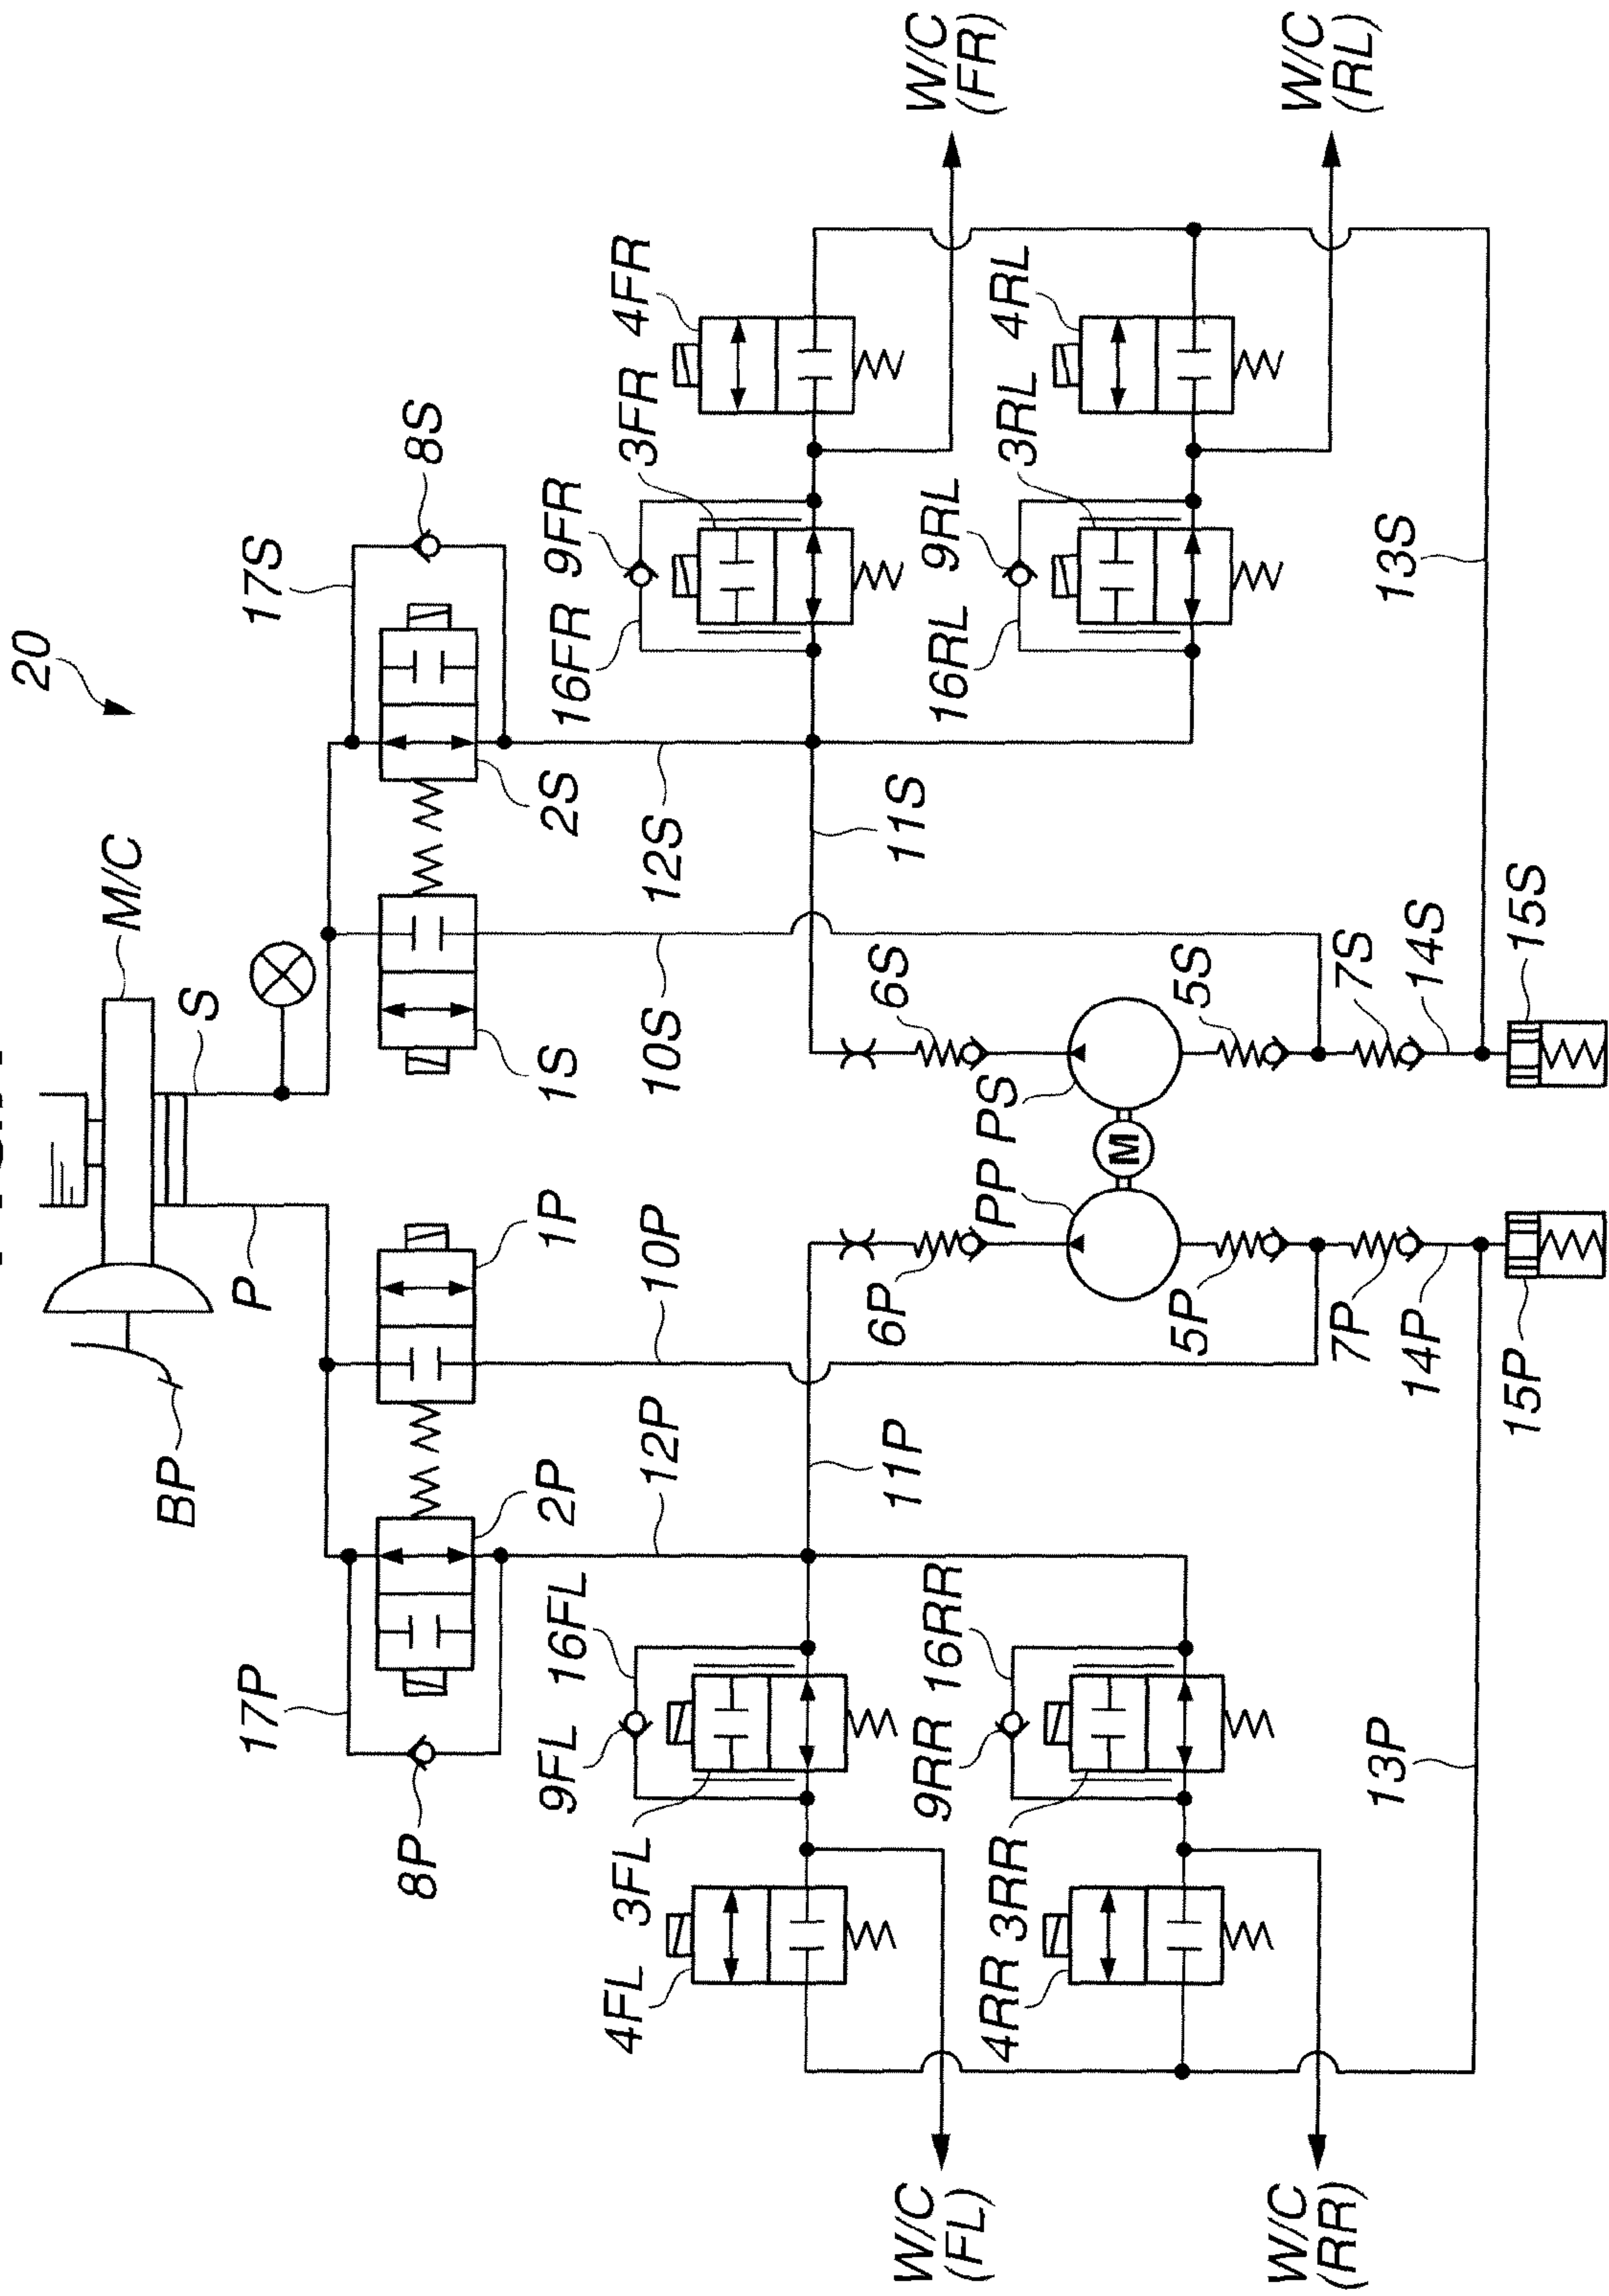 20
M/C
S
P
BP
17S
8S
2S
1S
1P
2P
17P
8P
12S
10S
10P
12P
11S
11P
4FR
3FR
9FR
16FR
W/C
(FR)
4RL
3RL
9RL
16RL
W/C
(RL)
13S
6S
PS
PP
M
6P
5S
5P
7S
7P
14S
14P
15S
15P
16FL
9FL
3FL
4FL
W/C
(FL)
16RR
9RR
3RR
4RR
W/C
(RR)
13P